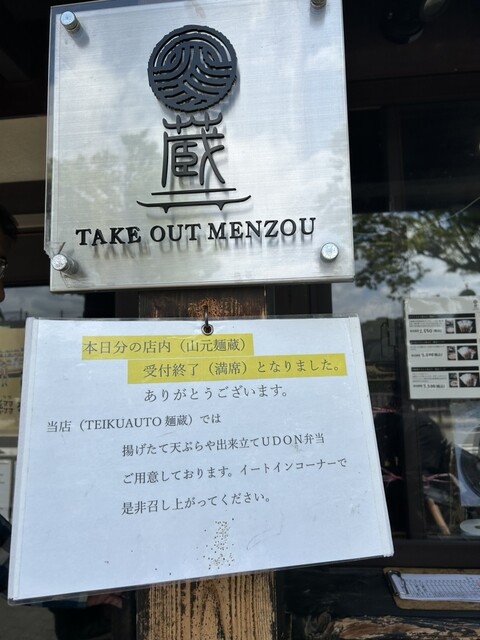 蔵
TAKE OUT MENZOU
本日分の店内（山元麺蔵）
受付終了（満席）となりました。
ありがとうございます。
当店（TEIKUAUTO 麺蔵）では
揚げたて天ぷらや出来立てUDON弁当
ご用意しております。イートインコーナーで
是非召し上がってください。